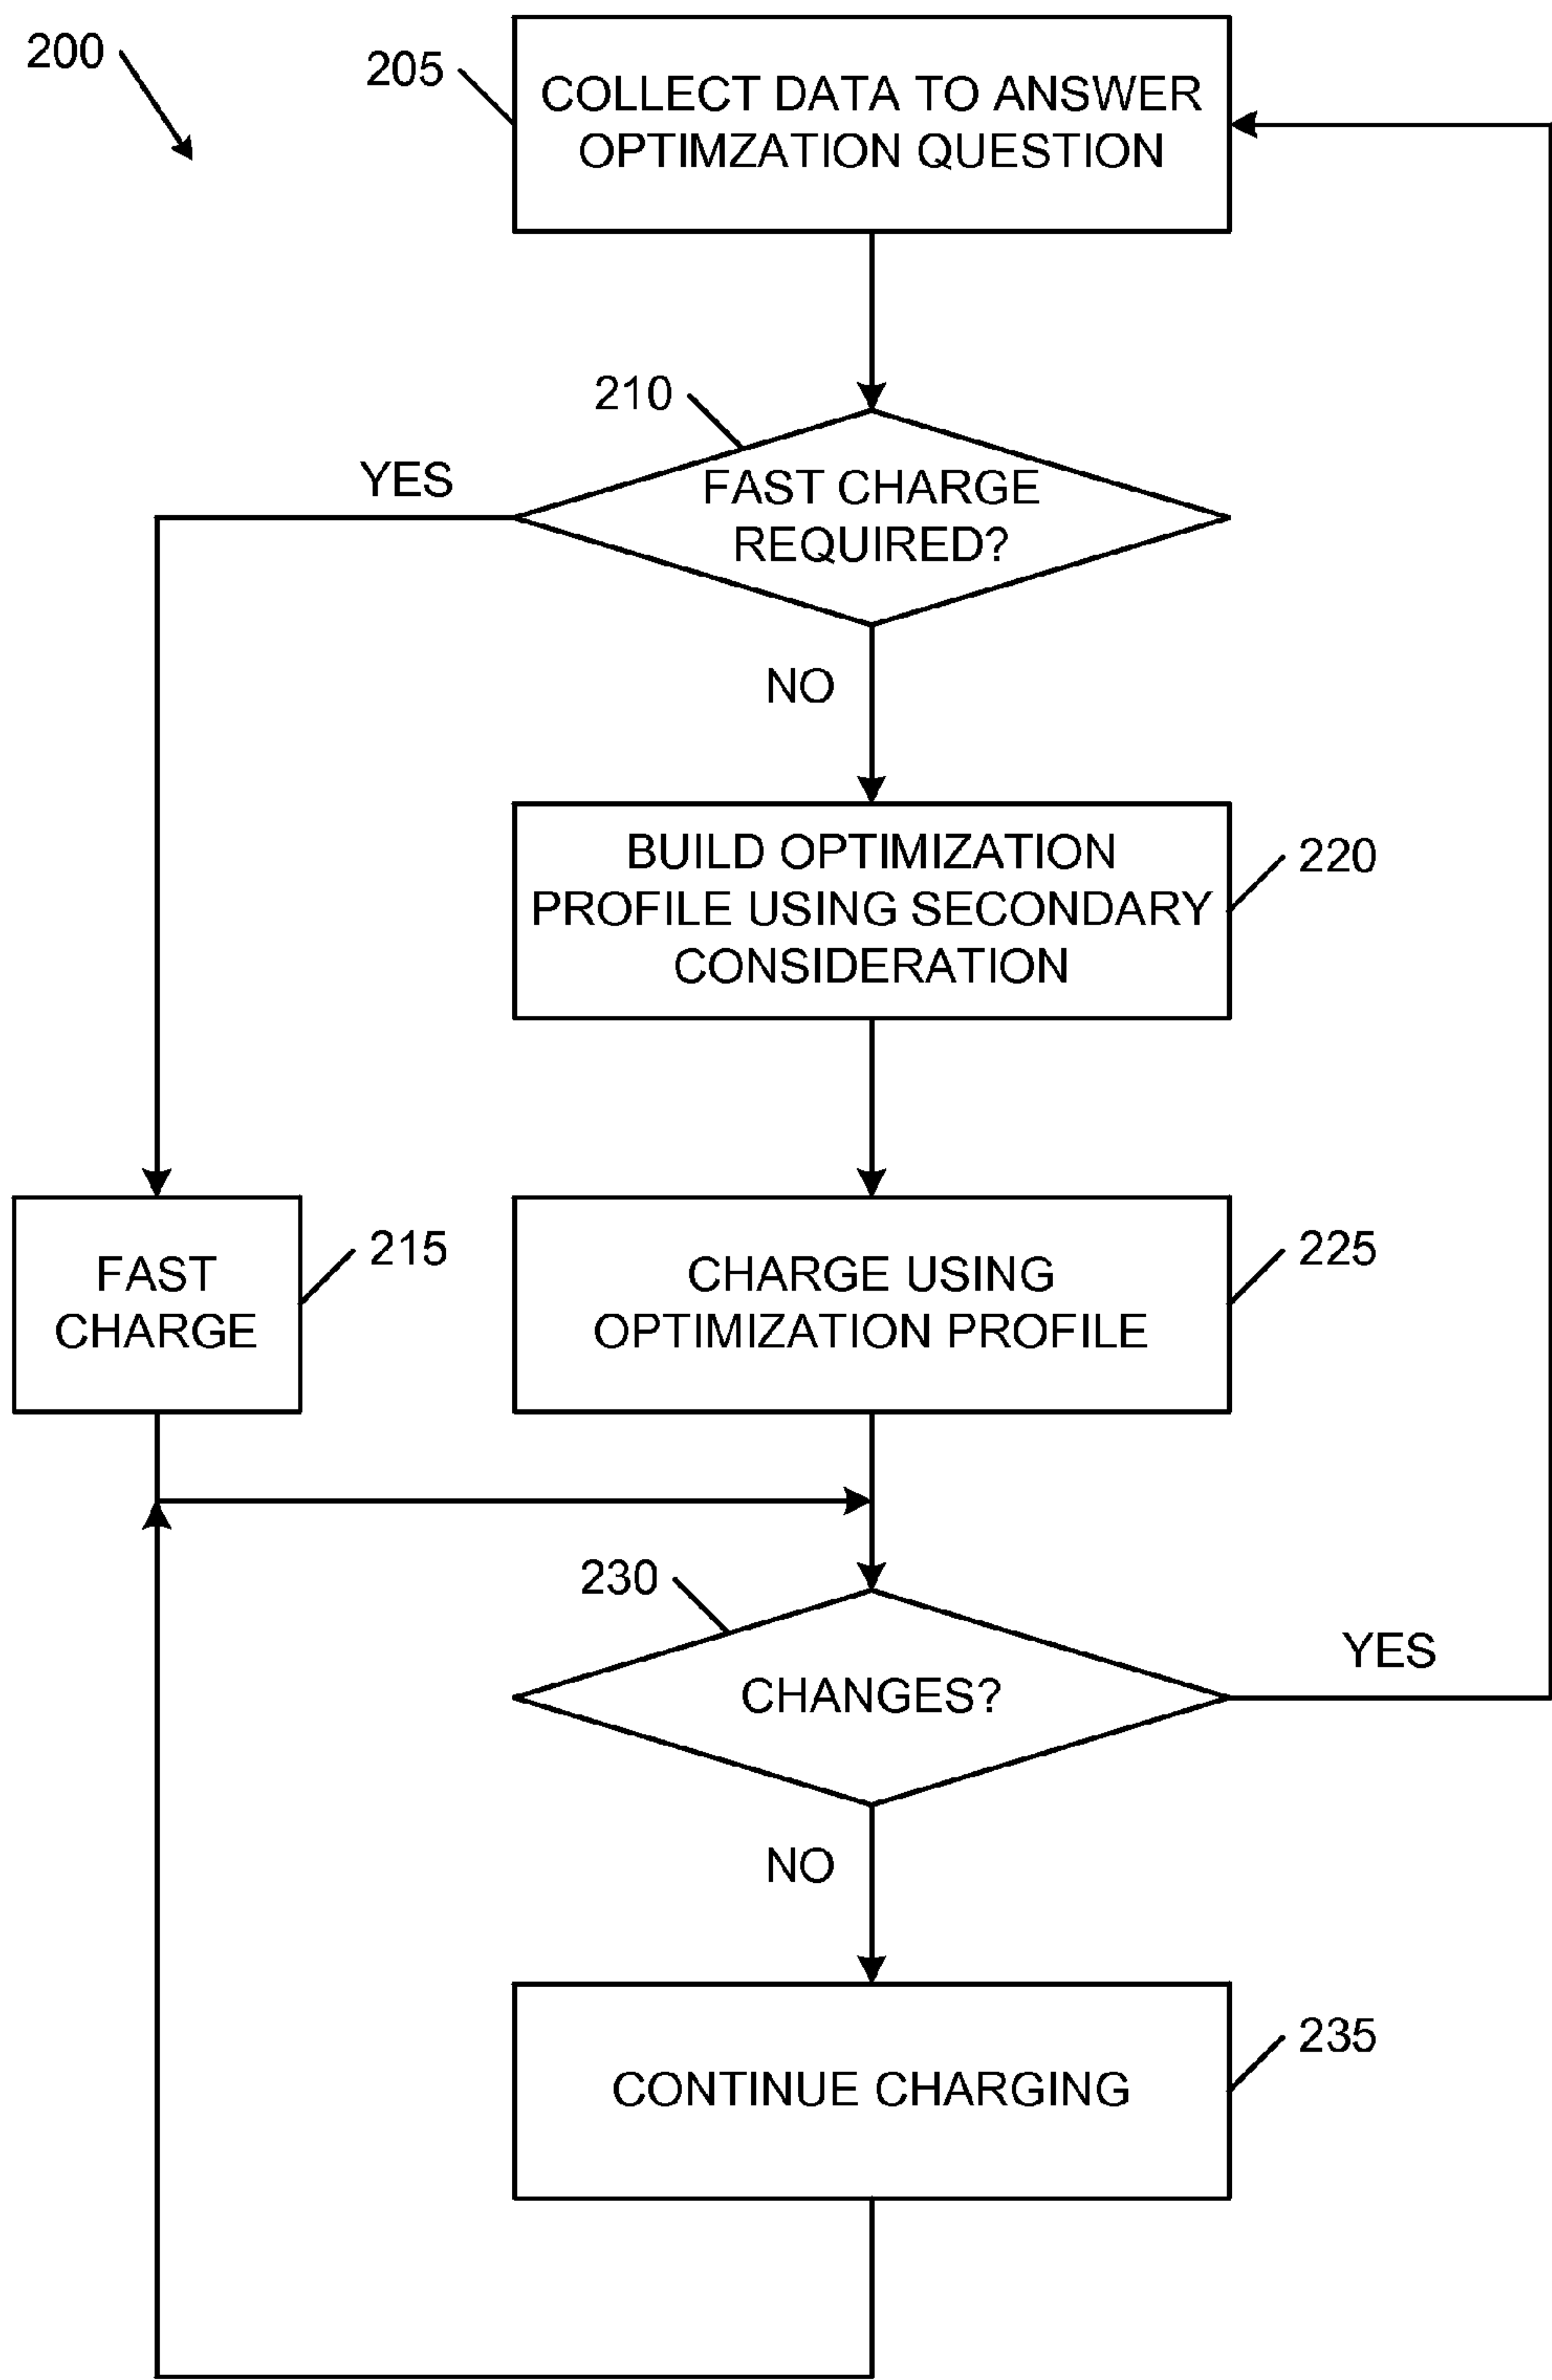 200
205
COLLECT DATA TO ANSWER
OPTIMZATION QUESTION
210
YES
FAST CHARGE
REQUIRED?
NO
BUILD OPTIMIZATION
PROFILE USING SECONDARY
CONSIDERATION
220
FAST
CHARGE
215
CHARGE USING
OPTIMIZATION PROFILE
225
230
CHANGES?
YES
NO
CONTINUE CHARGING
235